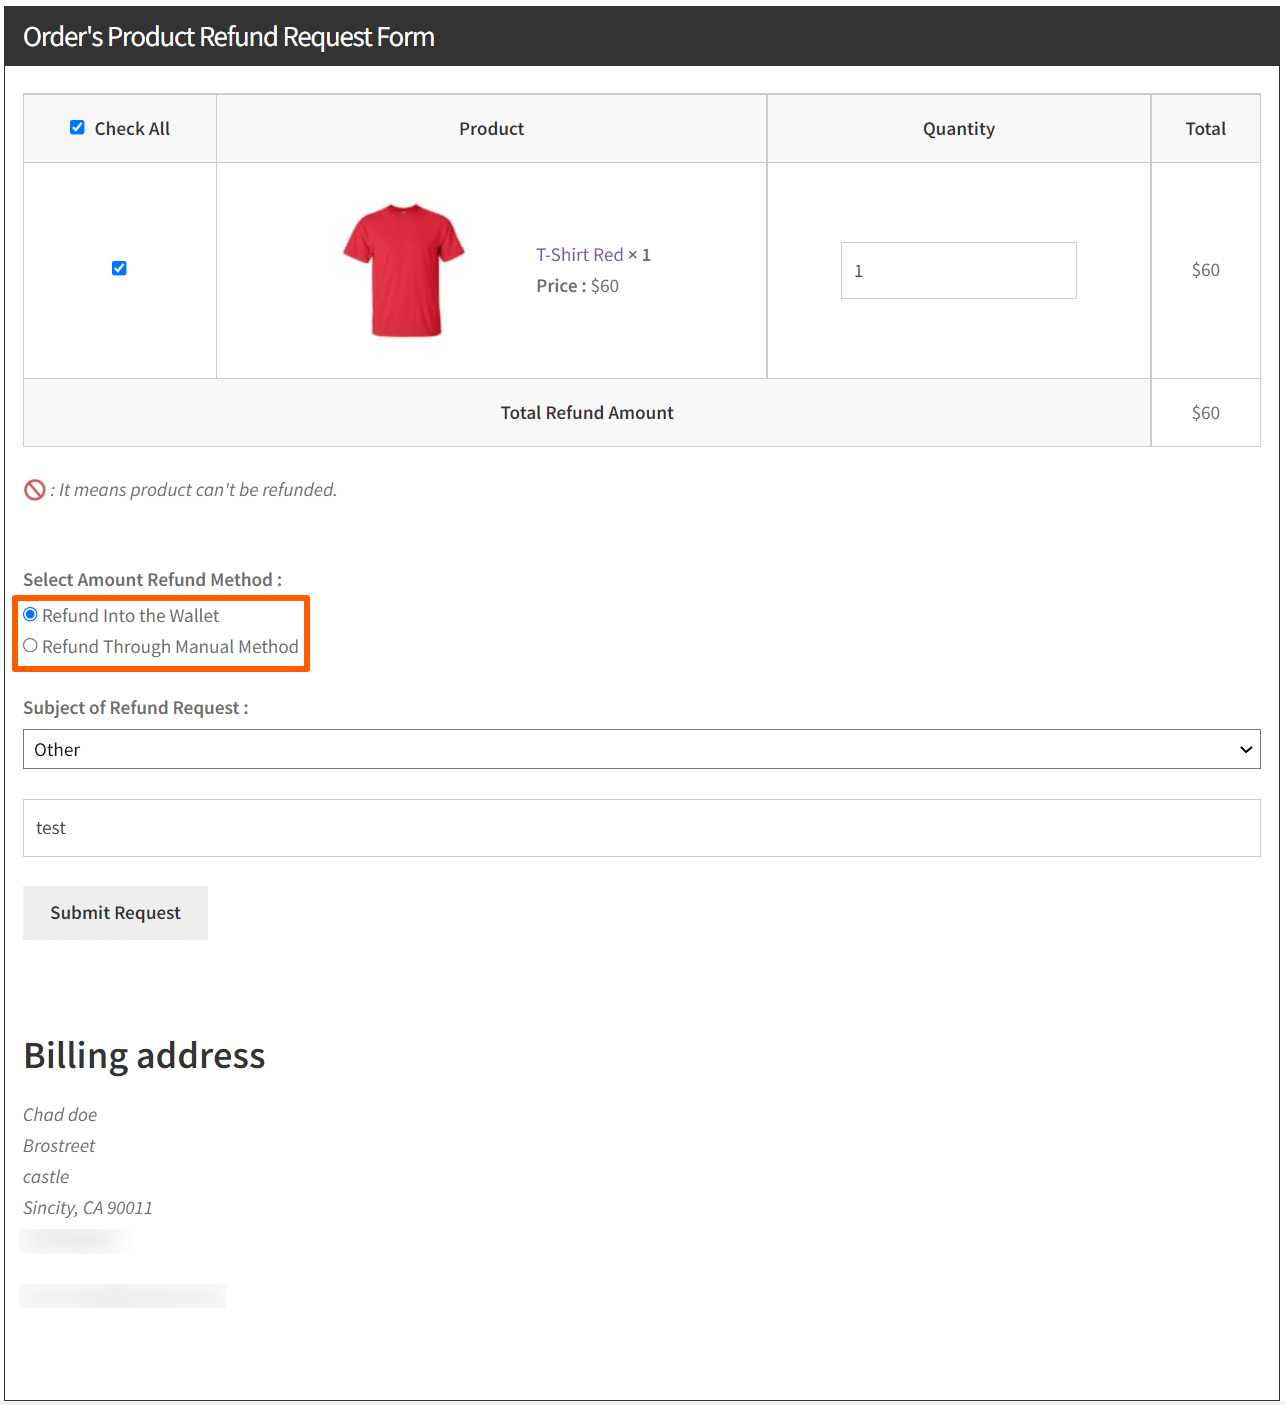 Order's Product Refund Request Form
Check All Product Quantity Total
T-Shirt Red × 1
Price : $60
1
$60
Total Refund Amount $60
: It means product can't be refunded.
Select Amount Refund Method :
Refund Into the Wallet
Refund Through Manual Method
Subject of Refund Request :
Other
test
Submit Request
Billing address
Chad doe
Brostreet
castle
Sincity, CA 90011